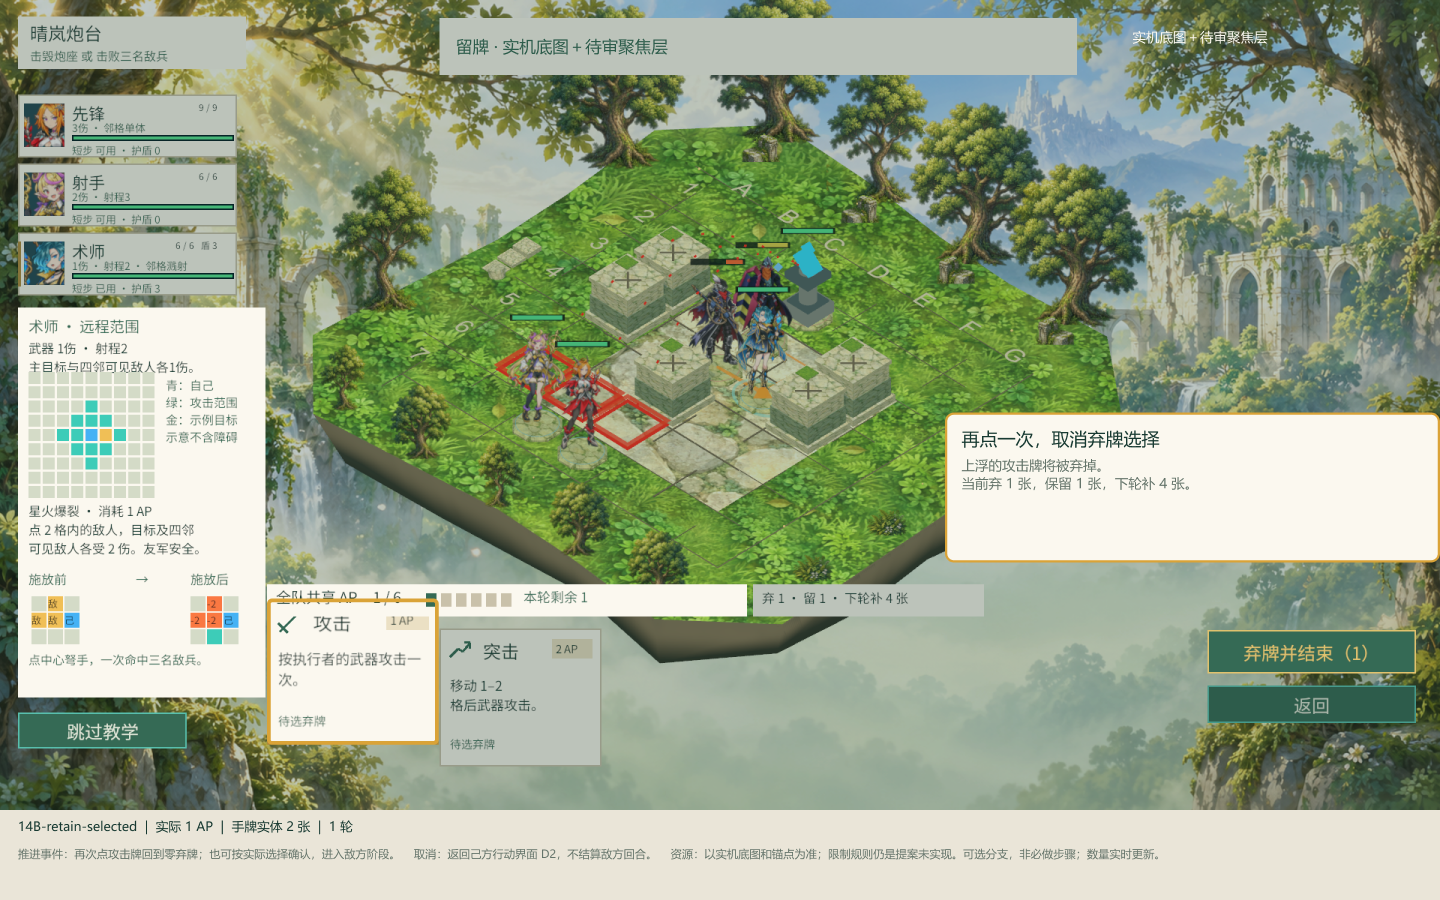 晴岚炮台
击毁炮座 或 击败三名敌兵
留牌 · 实机底图 + 待审聚焦层
实机底图 + 待审聚焦层
先锋
9 / 9
3伤 · 邻格单体
短步 可用 · 护盾 0
射手
6 / 6
2伤 · 射程3
短步 可用 · 护盾 0
术师
6 / 6 盾 3
1伤 · 射程2 · 邻格溅射
短步 已用 · 护盾 3
术师 · 远程范围
武器 1伤 · 射程2
主目标与四邻可见敌人各1伤。
青：自己
绿：攻击范围
金：示例目标
示意不含障碍
星火爆裂 · 消耗 1 AP
点 2 格内的敌人，目标及四邻
可见敌人各受 2 伤。友军安全。
施放前 → 施放后
敌
敌 敌 己
-2
-2 -2 己
点中心弩手，一次命中三名敌兵。
跳过教学
再点一次，取消弃牌选择
上浮的攻击牌将被弃掉。
当前弃 1 张，保留 1 张，下轮补 4 张。
全队共享 AP 1 / 6
本轮剩余 1
弃 1 · 留 1 · 下轮补 4 张
攻击
1 AP
按执行者的武器攻击一
次。
待选弃牌
突击
2 AP
移动 1–2
格后武器攻击。
待选弃牌
弃牌并结束（1）
返回
14B-retain-selected | 实际 1 AP | 手牌实体 2 张 | 1 轮
推进事件：再次点攻击牌回到零弃牌；也可按实际选择确认，进入敌方阶段。 取消：返回己方行动界面 D2，不结算敌方回合。 资源：以实机底图和锚点为准；限制规则仍是提案未实现。可选分支，非必做步骤；数量实时更新。